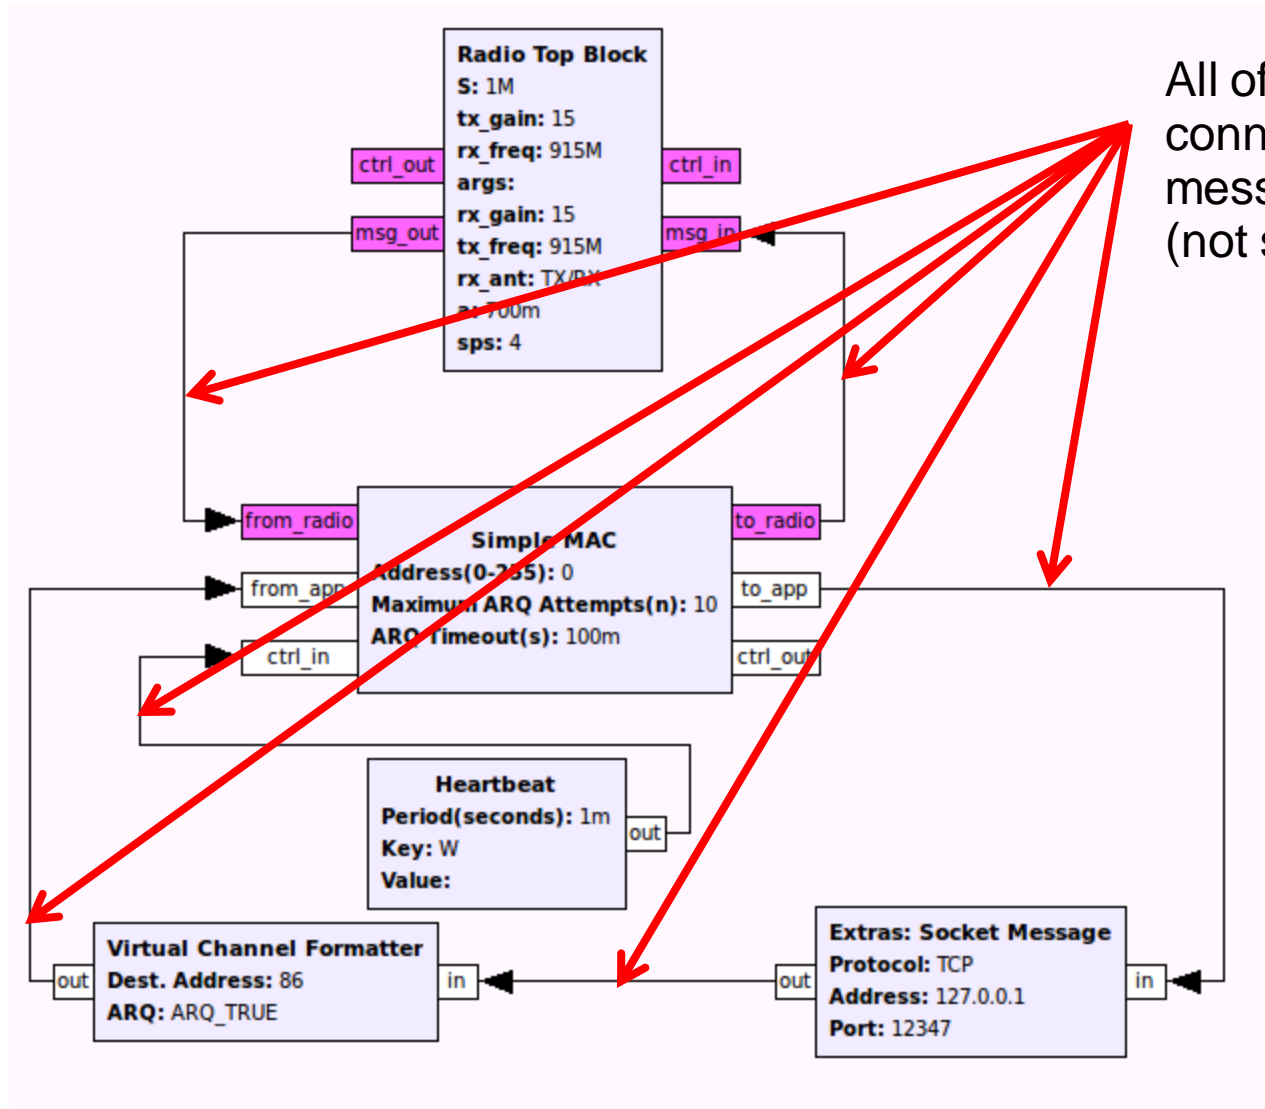 Radio Top Block
S: 1M
tx_gain: 15
rx_freq: 915M
args:
rx_gain: 15
tx_freq: 915M
rx_ant: TX/RX
a: 700m
sps: 4
ctrl_out
ctrl_in
msg_out
msg_in
All of
conn
mess
(not s
from_radio
to_radio
Simple MAC
Address(0-255): 0
Maximum ARQ Attempts(n): 10
ARQ Timeout(s): 100m
from_app
to_app
ctrl_in
ctrl_out
Heartbeat
Period(seconds): 1m
Key: W
Value:
out
Virtual Channel Formatter
Dest. Address: 86
ARQ: ARQ_TRUE
out
in
Extras: Socket Message
Protocol: TCP
Address: 127.0.0.1
Port: 12347
out
in